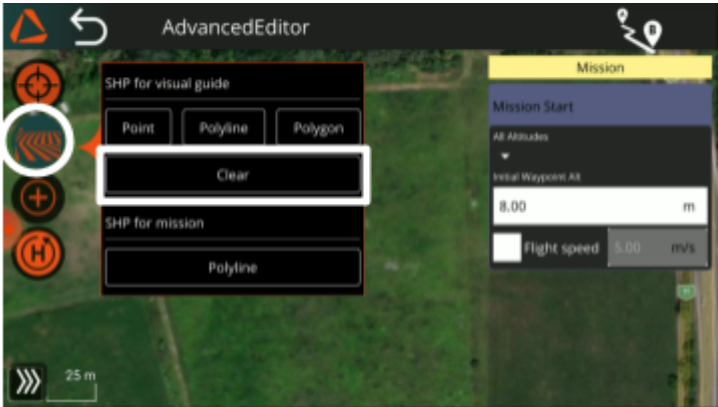 AdvancedEditor
B
SHP for visual guide
Point Polyline Polygon
Clear
SHP for mission
Polyline
H
25 m
Mission
Mission Start
All Altitudes
Initial Waypoint Alt
8.00 m
Flight speed 5.00 m/s